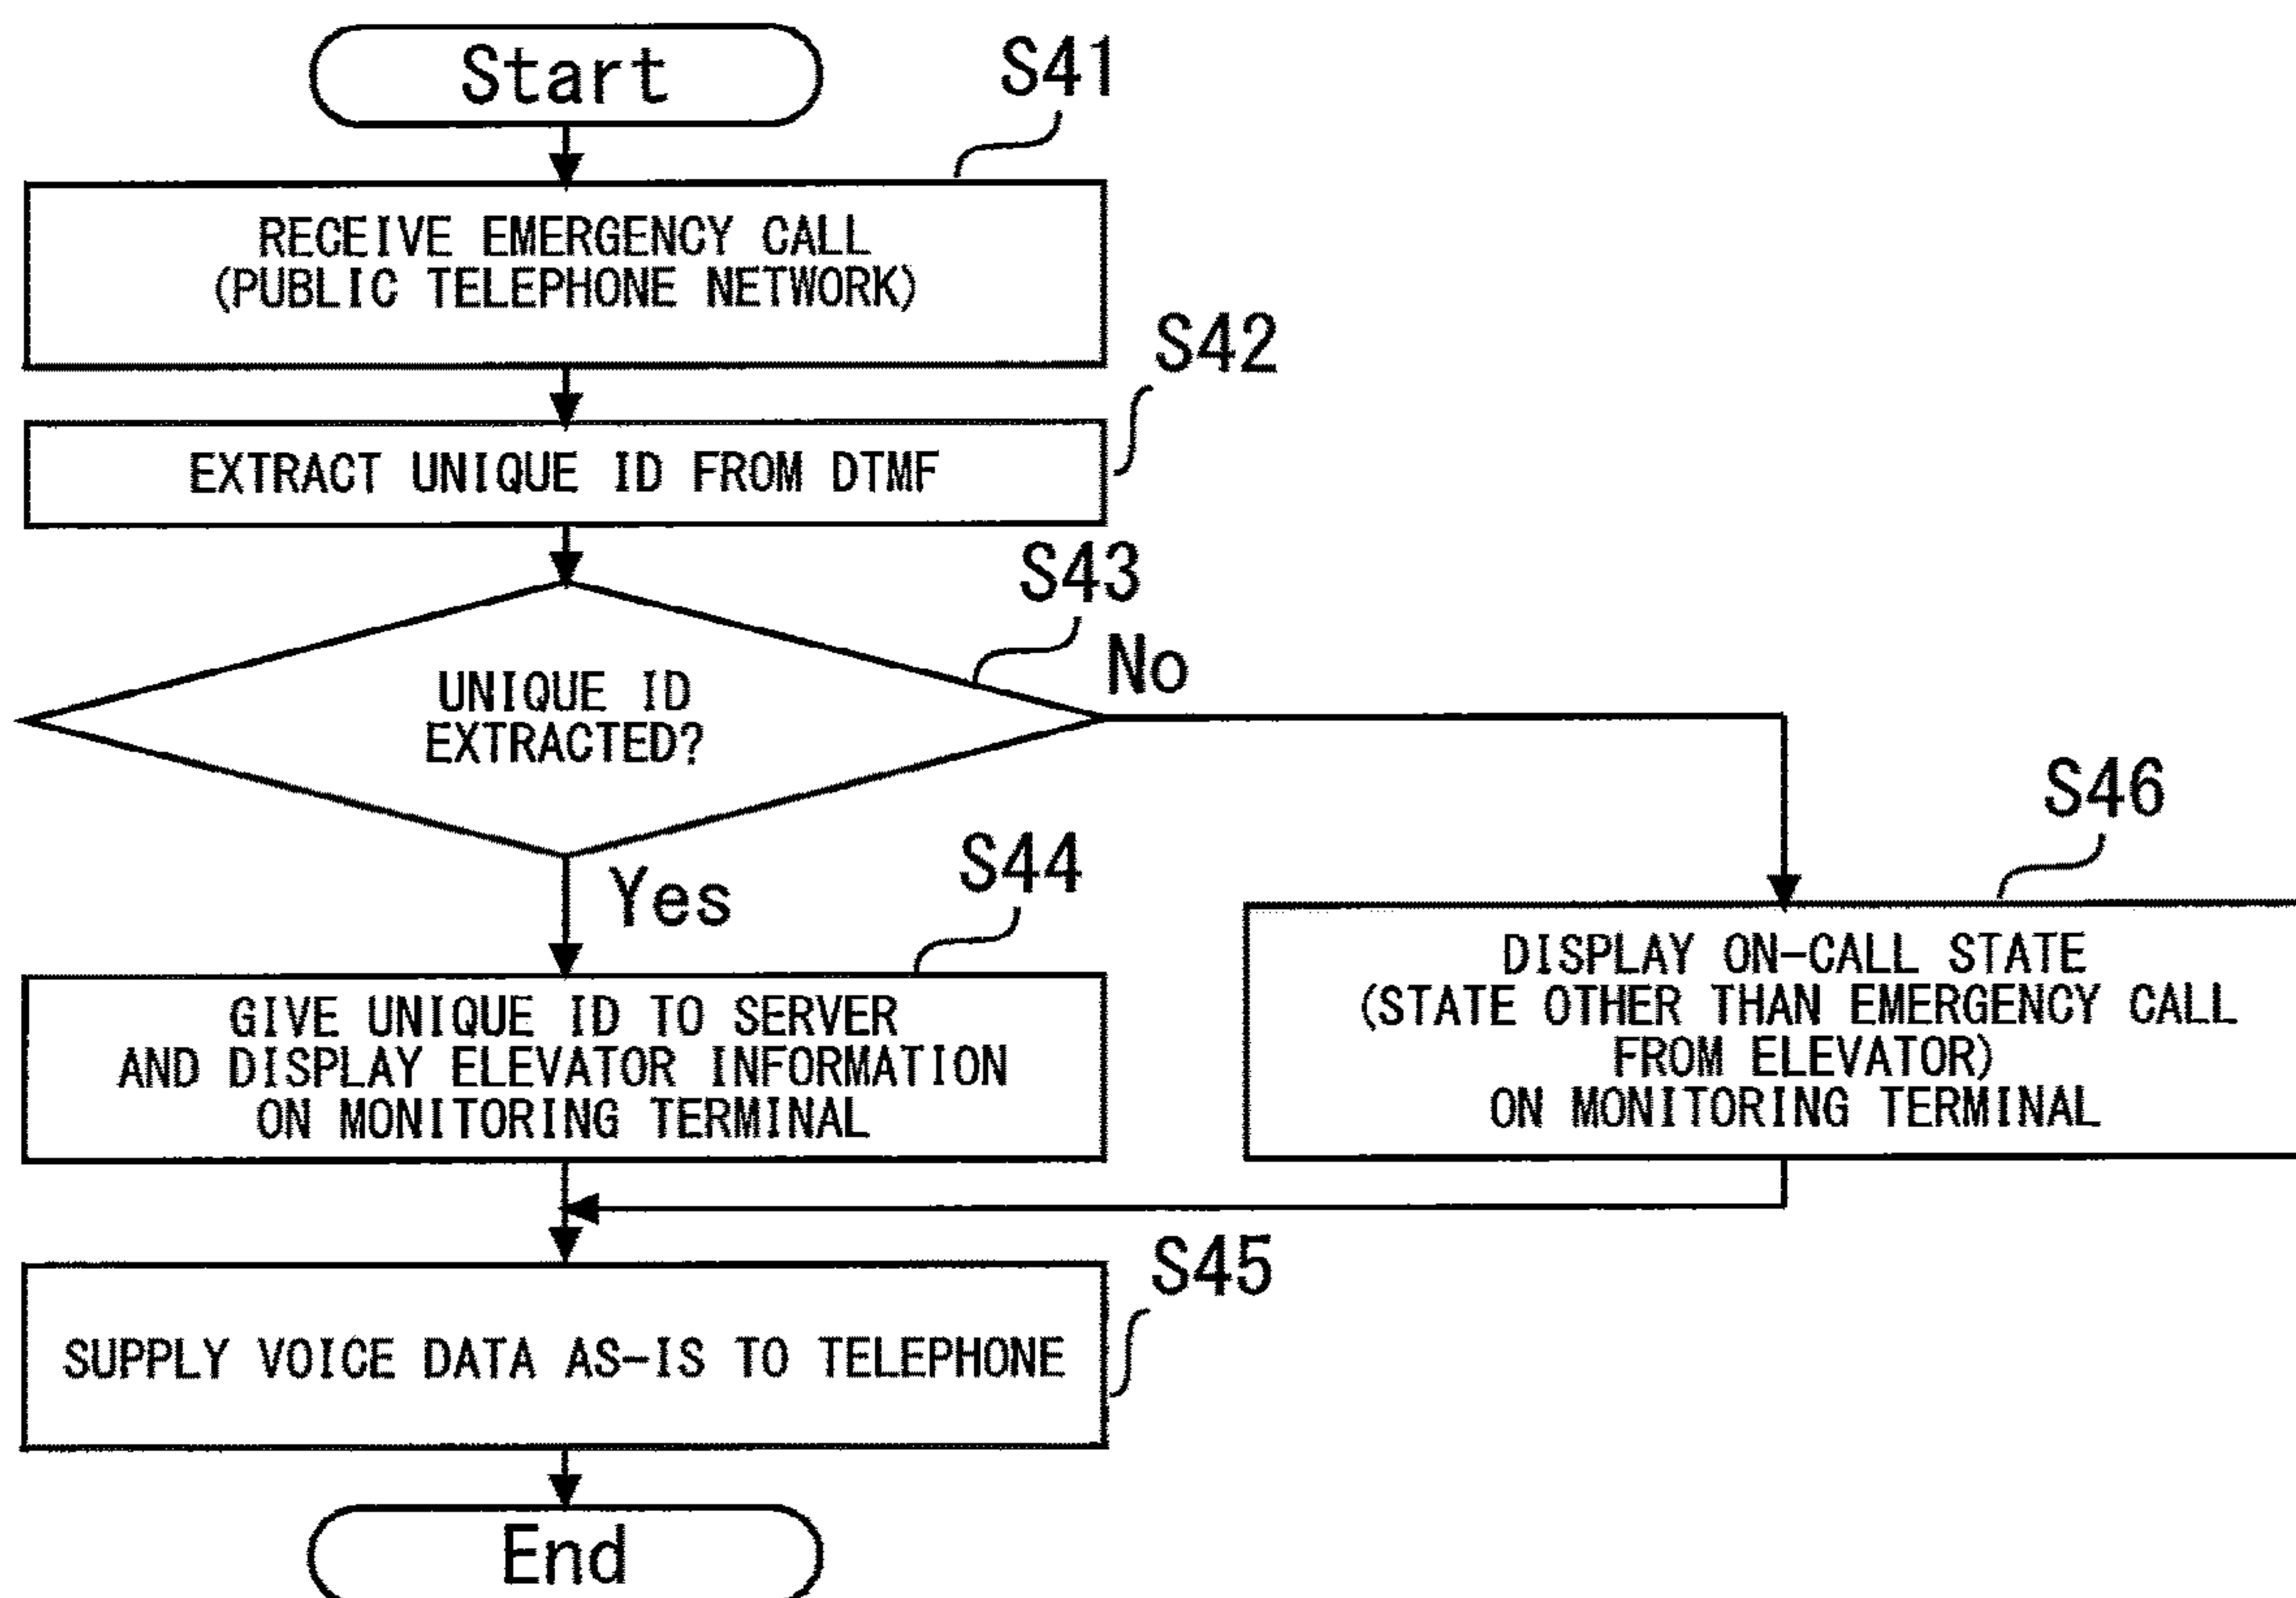 Start
S41
RECEIVE EMERGENCY CALL
(PUBLIC TELEPHONE NETWORK)
S42
EXTRACT UNIQUE ID FROM DTMF
S43
UNIQUE ID
EXTRACTED?
No
Yes
S44
GIVE UNIQUE ID TO SERVER
AND DISPLAY ELEVATOR INFORMATION
ON MONITORING TERMINAL
S46
DISPLAY ON-CALL STATE
(STATE OTHER THAN EMERGENCY CALL
FROM ELEVATOR)
ON MONITORING TERMINAL
S45
SUPPLY VOICE DATA AS-IS TO TELEPHONE
End